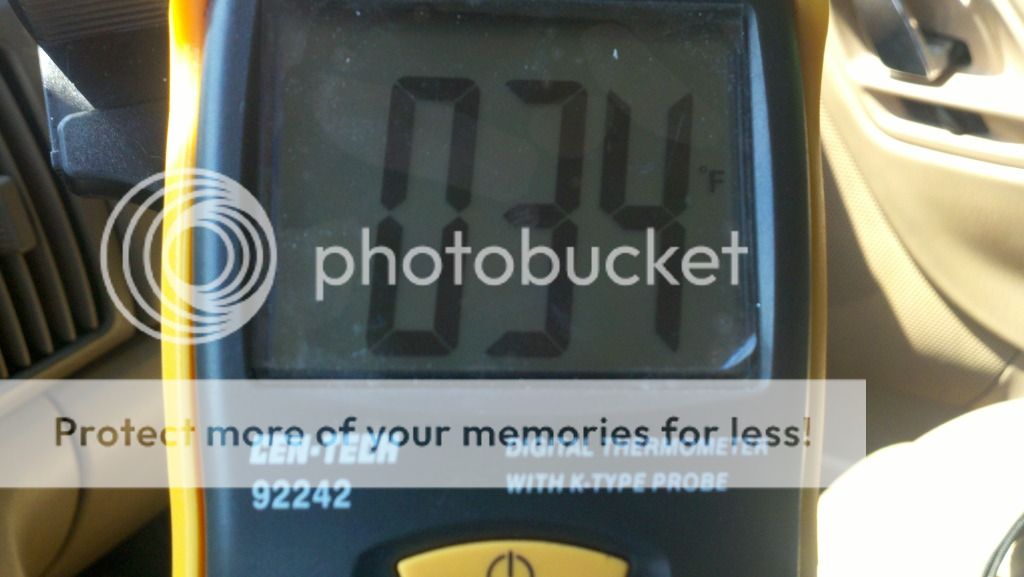 034 °F
photobucket
Protect more of your memories for less!
CEN-TECH
92242
DIGITAL THERMOMETER
WITH K-TYPE PROBE